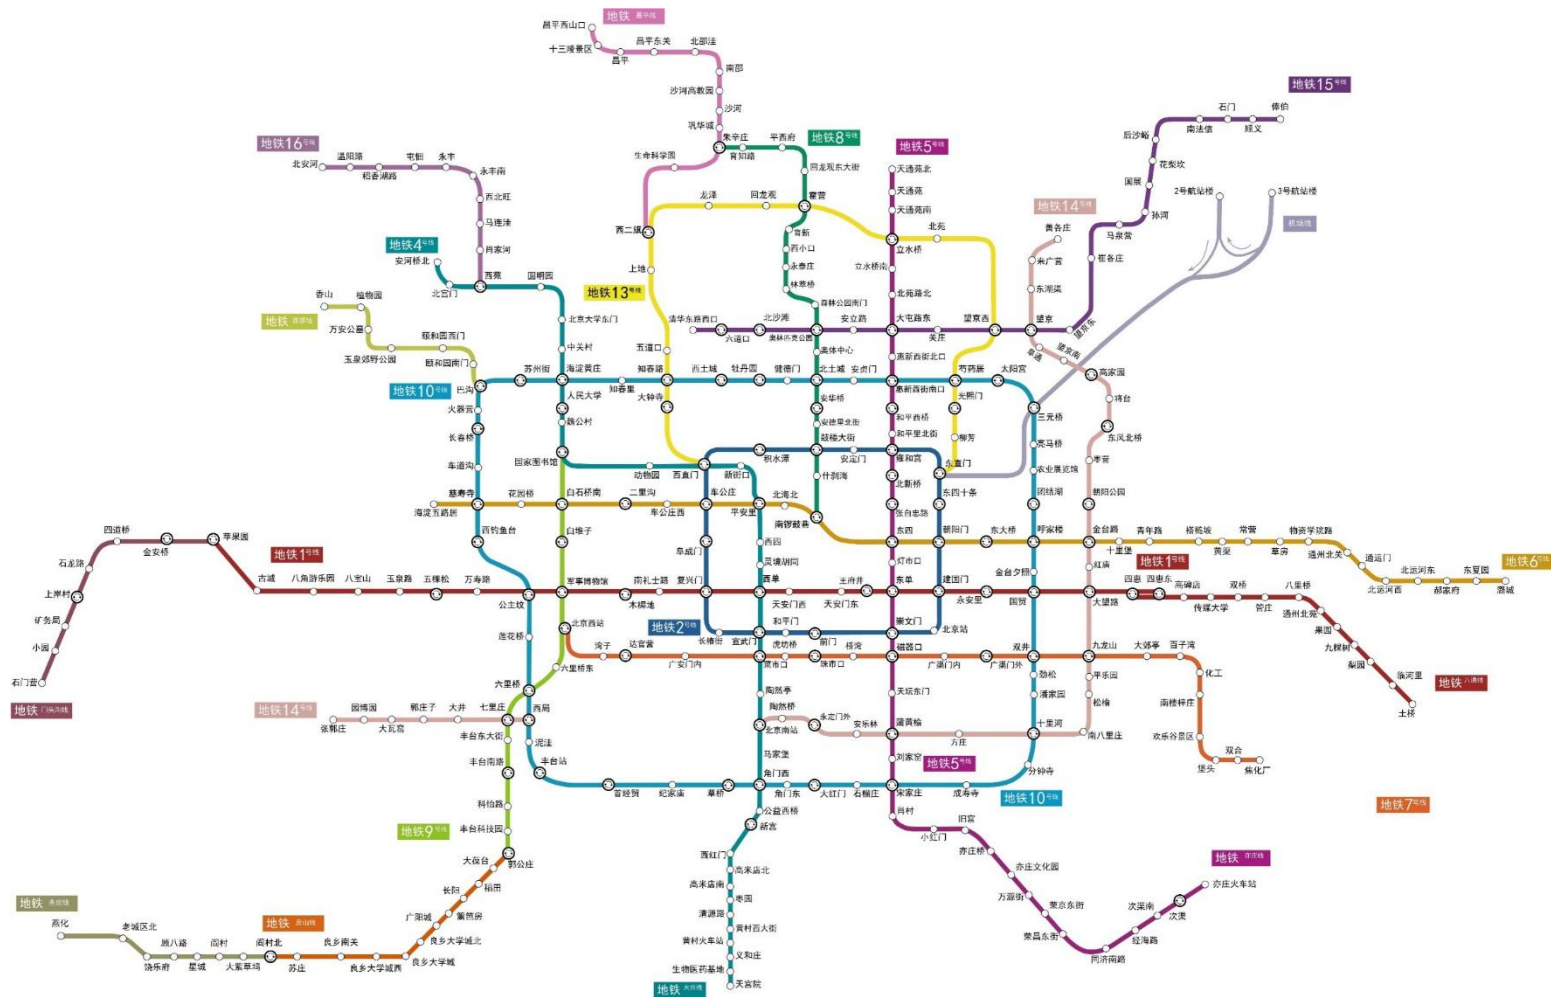 昌平西山口
地铁 昌平线
十三陵景区
昌平
昌平东关
北邵洼
南邵
沙河高教园
沙河
巩华城
朱辛庄
生命科学园
育知路
平西府
地铁8号线
回龙观东大街
地铁5号线
天通苑北
天通苑
天通苑南
地铁15号线
石门
俸伯
南法信
顺义
后沙峪
花梨坎
国展
孙河
马泉营
崔各庄
2号航站楼
3号航站楼
机场线
地铁14号线
善各庄
来广营
东湖渠
地铁16号线
北安河
温阳路
稻香湖路
屯佃
永丰
永丰南
西北旺
马连洼
肖家河
西苑
地铁4号线
安河桥北
北宫门
圆明园
龙泽
回龙观
霍营
西二旗
上地
地铁13号线
育新
西小口
永泰庄
林萃桥
森林公园南门
立水桥
北苑
立水桥南
北苑路北
香山
植物园
地铁 西郊线
万安公墓
玉泉郊野公园
颐和园西门
颐和园南门
巴沟
北京大学东门
中关村
清华东路西口
六道口
北沙滩
奥林匹克公园
安立路
大屯路东
关庄
望京西
望京
望京东
五道口
奥体中心
惠新西街北口
阜通
望京南
高家园
地铁10号线
苏州街
海淀黄庄
知春里
知春路
西土城
牡丹园
健德门
北土城
安贞门
惠新西街南口
芍药居
太阳宫
三元桥
火器营
长春桥
车道沟
人民大学
魏公村
国家图书馆
大钟寺
安华桥
安德里北街
鼓楼大街
和平西桥
和平里北街
光熙门
柳芳
将台
东风北桥
枣营
亮马桥
农业展览馆
团结湖
动物园
西直门
新街口
积水潭
安定门
雍和宫
东直门
什刹海
北新桥
东四十条
张自忠路
朝阳公园
慈寿寺
海淀五路居
花园桥
白石桥南
二里沟
车公庄西
车公庄
平安里
北海北
南锣鼓巷
东四
朝阳门
东大桥
呼家楼
金台路
十里堡
青年路
褡裢坡
黄渠
常营
草房
物资学院路
通州北关
通运门
北运河西
北运河东
郝家府
东夏园
潞城
地铁6号线
四道桥
金安桥
苹果园
石龙路
上岸村
矿务局
小园
石门营
地铁 门头沟线
地铁1号线
古城
八角游乐园
八宝山
玉泉路
五棵松
万寿路
公主坟
军事博物馆
木樨地
南礼士路
复兴门
西单
天安门西
天安门东
王府井
东单
建国门
永安里
国贸
大望路
四惠
四惠东
地铁1号线
高碑店
传媒大学
双桥
管庄
八里桥
通州北苑
果园
九棵树
梨园
临河里
土桥
地铁 八通线
西钓鱼台
白堆子
阜成门
西四
灵境胡同
灯市口
金台夕照
红庙
地铁2号线
长椿街
宣武门
和平门
前门
崇文门
北京站
莲花桥
北京西站
六里桥东
湾子
达官营
广安门内
菜市口
虎坊桥
珠市口
桥湾
磁器口
广渠门内
广渠门外
双井
九龙山
大郊亭
百子湾
化工
南楼梓庄
欢乐谷景区
垡头
双合
焦化厂
地铁7号线
六里桥
劲松
潘家园
平乐园
松榆
陶然亭
天坛东门
地铁14号线
张郭庄
园博园
大瓦窑
郭庄子
大井
七里庄
西局
陶然桥
北京南站
永定门外
安乐林
蒲黄榆
方庄
十里河
南八里庄
丰台东大街
丰台南路
科怡路
丰台科技园
郭公庄
地铁9号线
泥洼
丰台站
首经贸
纪家庙
草桥
马家堡
角门西
角门东
大红门
石榴庄
刘家窑
宋家庄
成寿寺
分钟寺
地铁5号线
地铁10号线
公益西桥
新宫
西红门
高米店北
高米店南
枣园
清源路
黄村西大街
黄村火车站
义和庄
生物医药基地
天宫院
地铁 大兴线
肖村
小红门
旧宫
亦庄桥
亦庄文化园
万源街
荣京东街
荣昌东街
同济南路
经海路
次渠南
次渠
亦庄火车站
地铁 亦庄线
大葆台
稻田
长阳
篱笆房
广阳城
良乡大学城北
良乡大学城
良乡大学城西
良乡南关
苏庄
阎村北
地铁 房山线
地铁 燕房线
燕化
老城区北
饶乐府
顾八路
星城
阎村
大紫草坞